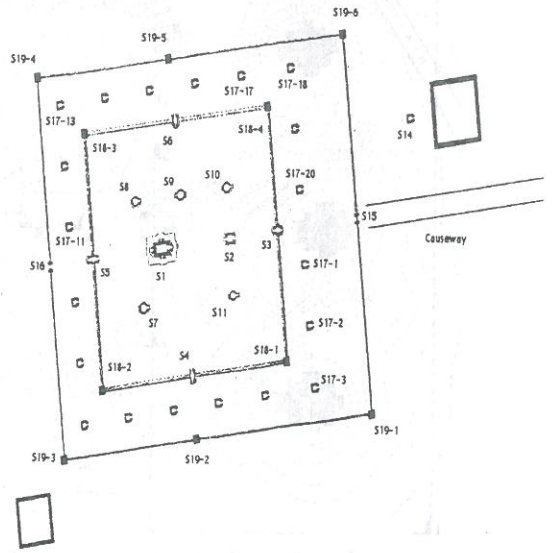 S19-6
S19-5
S19-4
S17-18
S17-17
S17-13
S18-4
S6
S18-3
S14
S10
S9
S8
S17-20
S15
S17-11
S3
Causeway
S16
S5
S1
S2
S17-1
S11
S7
S17-2
S18-1
S4
S18-2
S17-3
S19-1
S19-2
S19-3